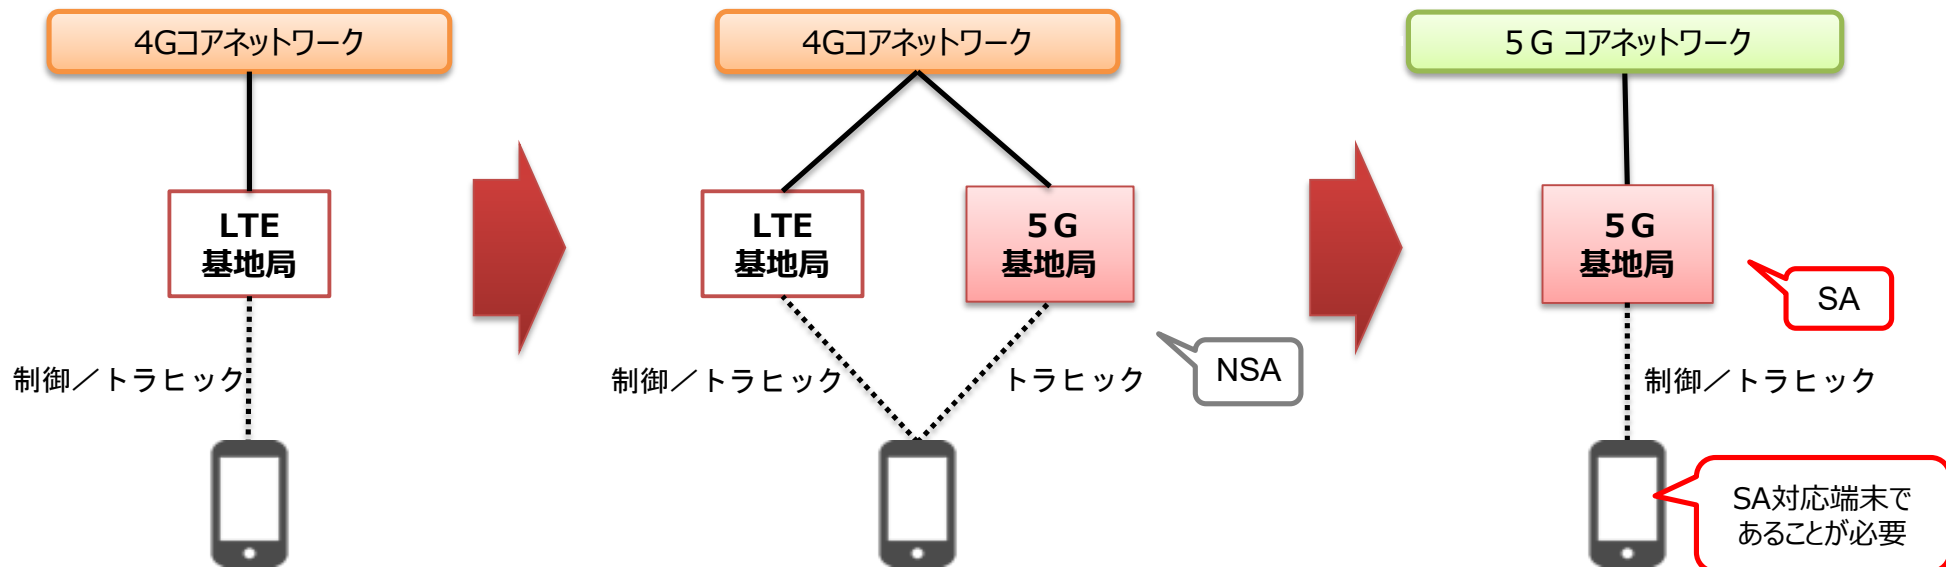 4Gコアネットワーク
4Gコアネットワーク
５Ｇ コアネットワーク
LTE
基地局
LTE
基地局
５Ｇ
基地局
５Ｇ
基地局
SA
NSA
制御／トラヒック
制御／トラヒック
トラヒック
制御／トラヒック
SA対応端末で
あることが必要